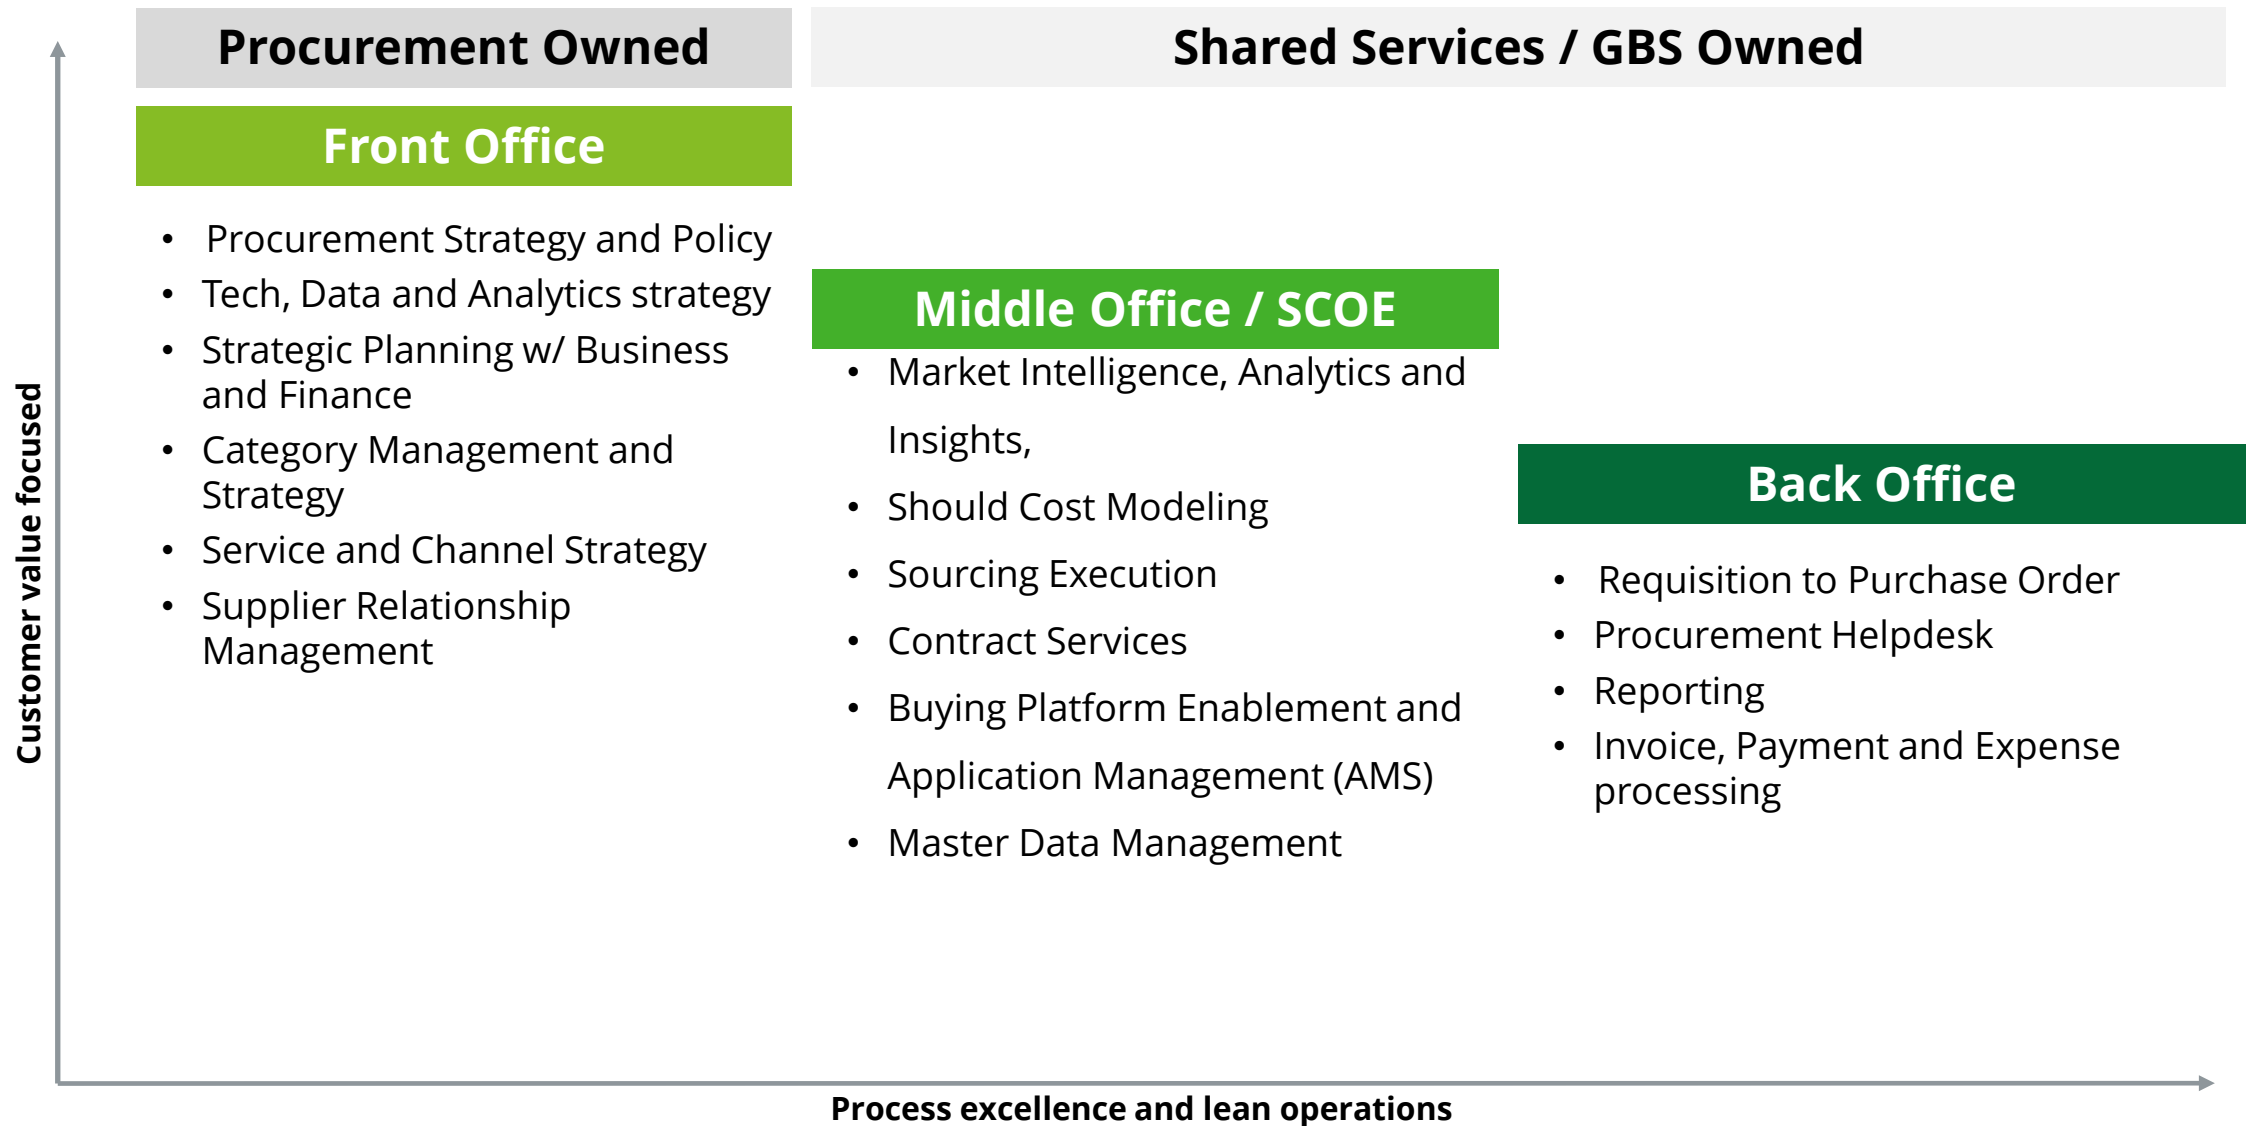 Procurement Owned
Shared Services / GBS Owned
Front Office
• Procurement Strategy and Policy
• Tech, Data and Analytics strategy
• Strategic Planning w/ Business
and Finance
• Category Management and
Strategy
• Service and Channel Strategy
• Supplier Relationship
Management
Middle Office / SCOE
• Market Intelligence, Analytics and
Insights,
• Should Cost Modeling
• Sourcing Execution
• Contract Services
• Buying Platform Enablement and
Application Management (AMS)
• Master Data Management
Back Office
• Requisition to Purchase Order
• Procurement Helpdesk
• Reporting
• Invoice, Payment and Expense
processing
Customer value focused
Process excellence and lean operations